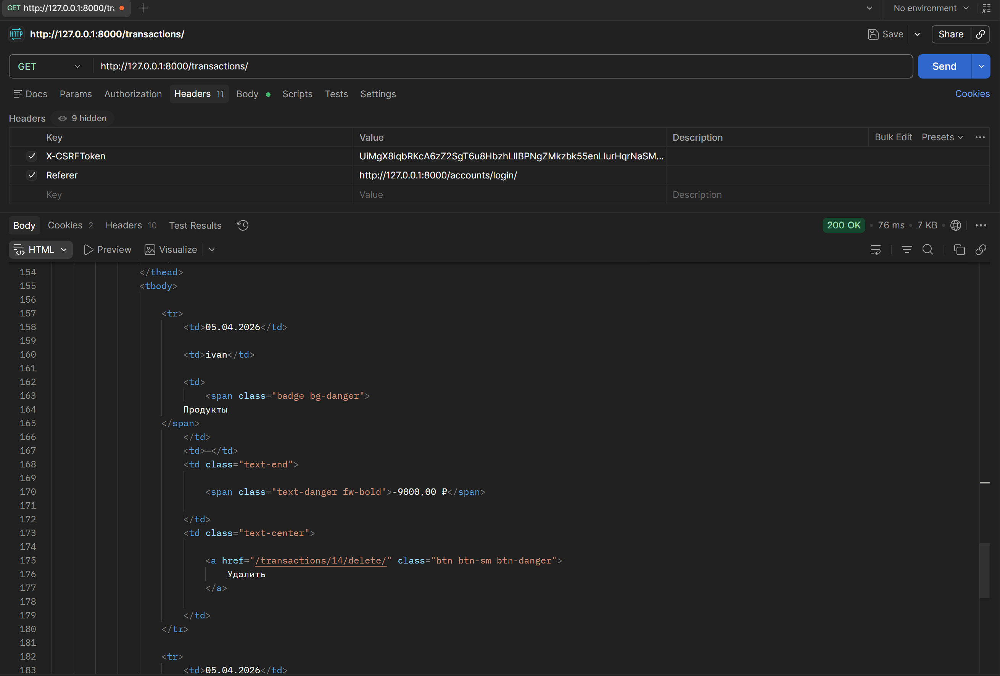 GET http://127.0.0.1:8000/tra
No environment
HTTP http://127.0.0.1:8000/transactions/
Save
Share
GET http://127.0.0.1:8000/transactions/
Send
Docs Params Authorization Headers 11 Body Scripts Tests Settings
Cookies
Headers 9 hidden
Key Value Description Bulk Edit Presets
X-CSRFToken
Referer http://127.0.0.1:8000/accounts/login/
Key Value Description
Body Cookies 2 Headers 10 Test Results
200 OK • 76 ms • 7 KB
HTML Preview Visualize
154 </thead>
155 <tbody>
156
157 <tr>
158 <td>05.04.2026</td>
159
160 <td>ivan</td>
161
162 <td>
163 <span class="badge bg-danger">
164 Продукты
165 </span>
166 </td>
167 <td>—</td>
168 <td class="text-end">
169
170 <span class="text-danger fw-bold">-9000,00 ₽</span>
171
172 </td>
173 <td class="text-center">
174
175 <a href="/transactions/14/delete/" class="btn btn-sm btn-danger">
176 Удалить
177 </a>
178
179 </td>
180 </tr>
181
182 <tr>
183 <td>05.04.2026</td>